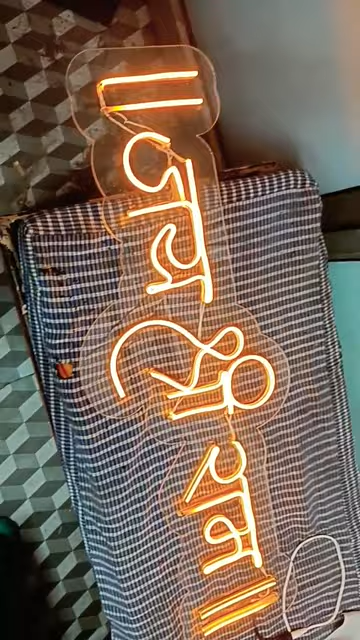 ॥ जय श्री राम ॥